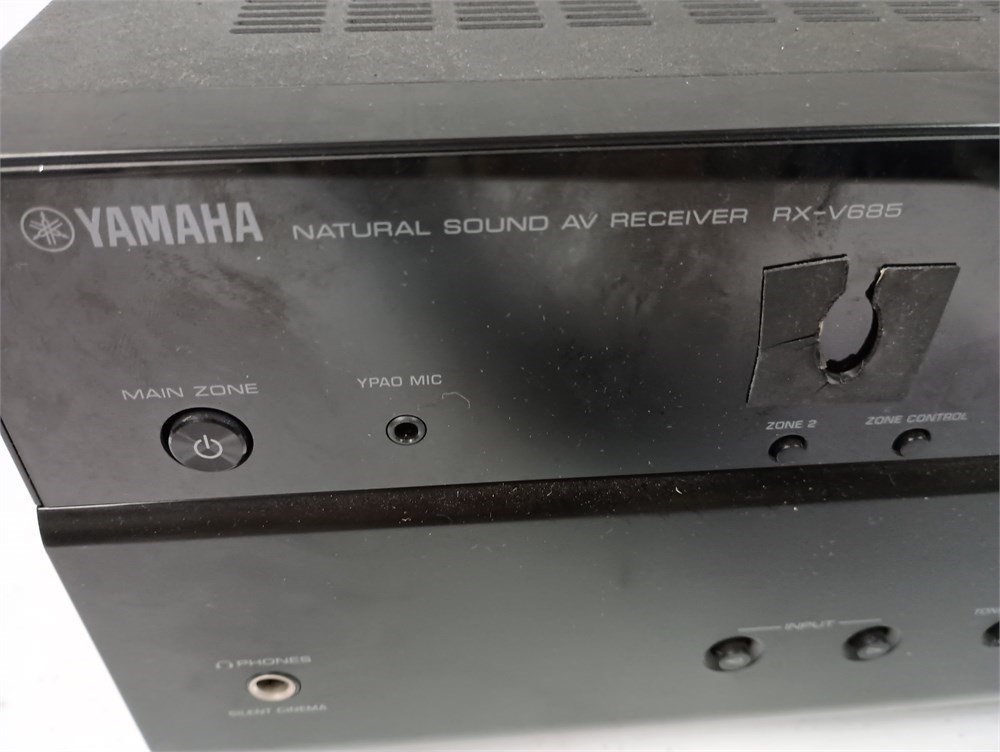 YAMAHA NATURAL SOUND AV RECEIVER RX-V685
MAIN ZONE
YPAO MIC
ZONE 2
ZONE CONTROL
INPUT
PHONES
SILENT CINEMA